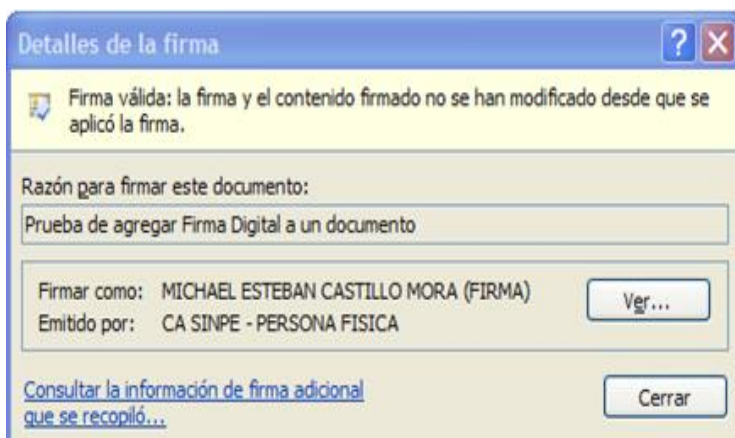 Detalles de la firma
Firma válida: la firma y el contenido firmado no se han modificado desde que se
aplicó la firma.
Razón para firmar este documento:
Prueba de agregar Firma Digital a un documento
Firmar como: MICHAEL ESTEBAN CASTILLO MORA (FIRMA)
Ver...
Emitido por: CA SINPE - PERSONA FISICA
Consultar la información de firma adicional
que se recopiló...
Cerrar